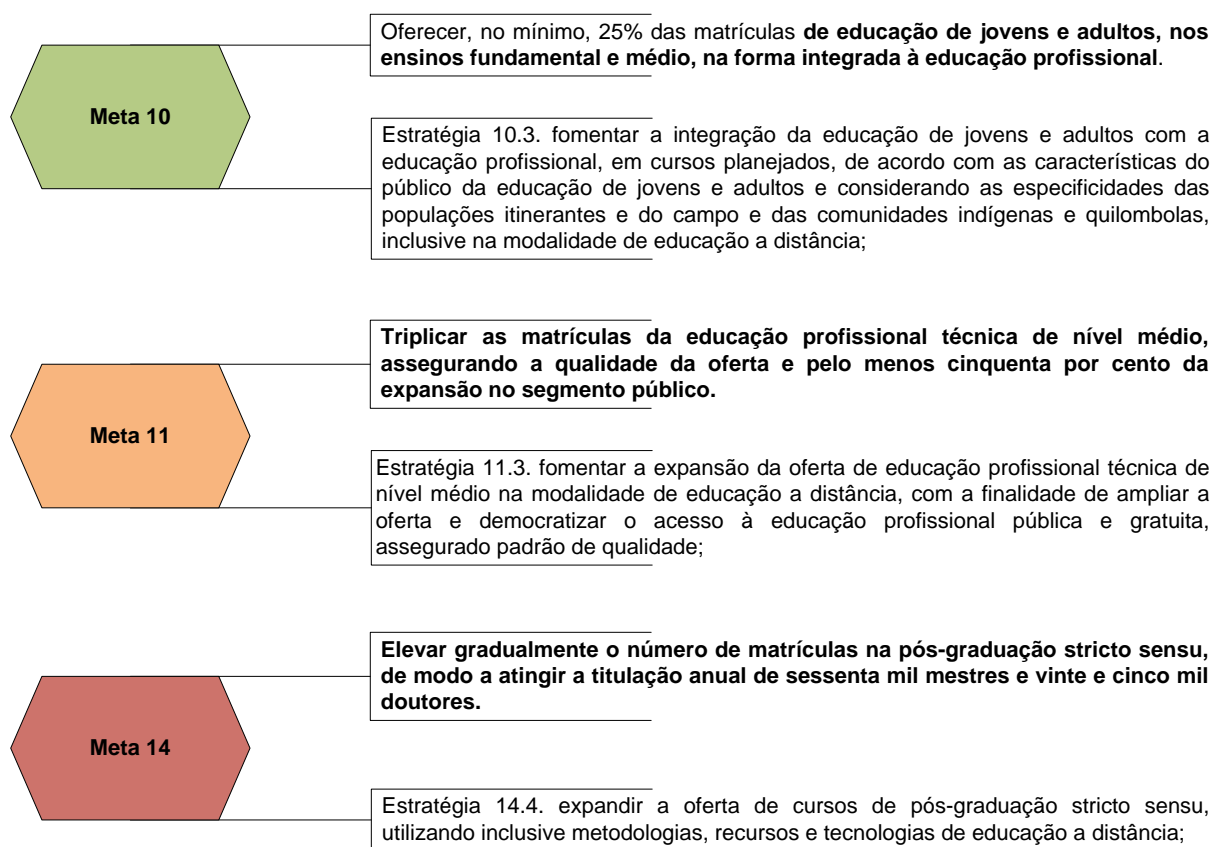 Oferecer, no mínimo, 25% das matrículas de educação de jovens e adultos, nos
ensinos fundamental e médio, na forma integrada à educação profissional.
Meta 10
Estratégia 10.3. fomentar a integração da educação de jovens e adultos com a
educação profissional, em cursos planejados, de acordo com as características do
público da educação de jovens e adultos e considerando as especificidades das
populações itinerantes e do campo e das comunidades indígenas e quilombolas,
inclusive na modalidade de educação a distância;
Triplicar as matrículas da educação profissional técnica de nível médio,
assegurando a qualidade da oferta e pelo menos cinquenta por cento da
expansão no segmento público.
Meta 11
Estratégia 11.3. fomentar a expansão da oferta de educação profissional técnica de
nível médio na modalidade de educação a distância, com a finalidade de ampliar a
oferta e democratizar o acesso à educação profissional pública e gratuita,
assegurado padrão de qualidade;
Elevar gradualmente o número de matrículas na pós-graduação stricto sensu,
de modo a atingir a titulação anual de sessenta mil mestres e vinte e cinco mil
doutores.
Meta 14
Estratégia 14.4. expandir a oferta de cursos de pós-graduação stricto sensu,
utilizando inclusive metodologias, recursos e tecnologias de educação a distância;